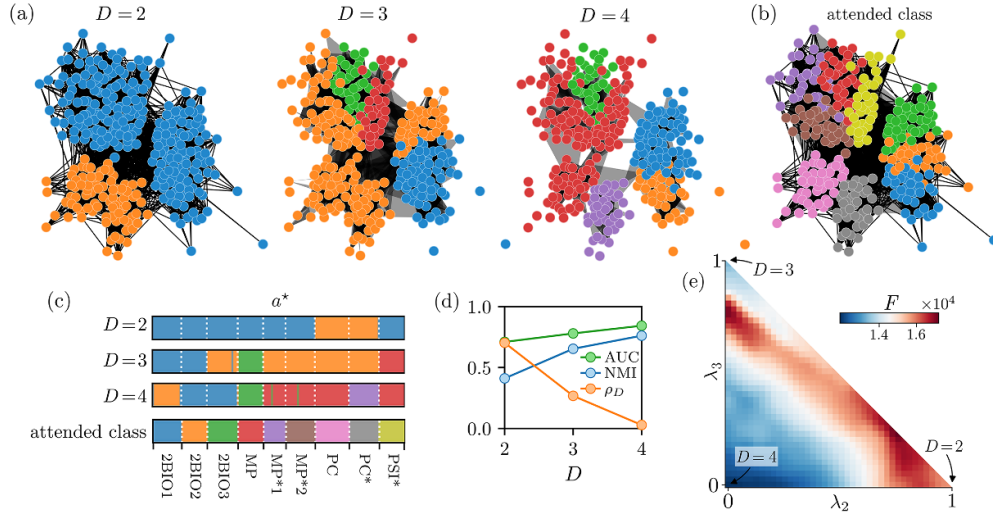 (a)
D = 2
D = 3
D = 4
(b)
attended class
(c)
a⋆
D = 2
D = 3
D = 4
attended class
2BIO1
2BIO2
2BIO3
MP
MP*1
MP*2
PC
PC*
PSI*
(d)
1.0
0.5
0.0
AUC
NMI
ρD
2
3
4
D
(e)
1
D = 3
F
×10⁴
1.4
1.6
λ3
D = 4
D = 2
0
0
λ2
1